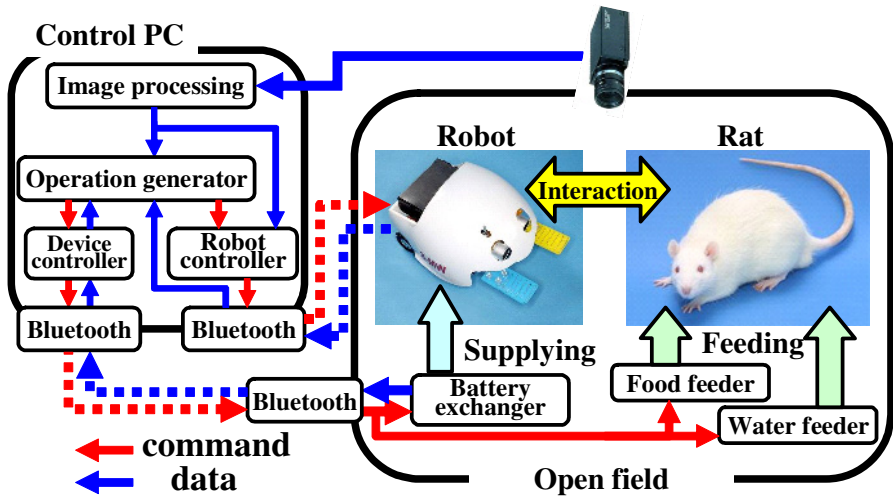 Control PC
Image processing
Operation generator
Device
controller
Robot
controller
Bluetooth
Bluetooth
Robot
Rat
Interaction
Supplying
Feeding
Bluetooth
Battery
exchanger
Food feeder
Water feeder
command
data
Open field